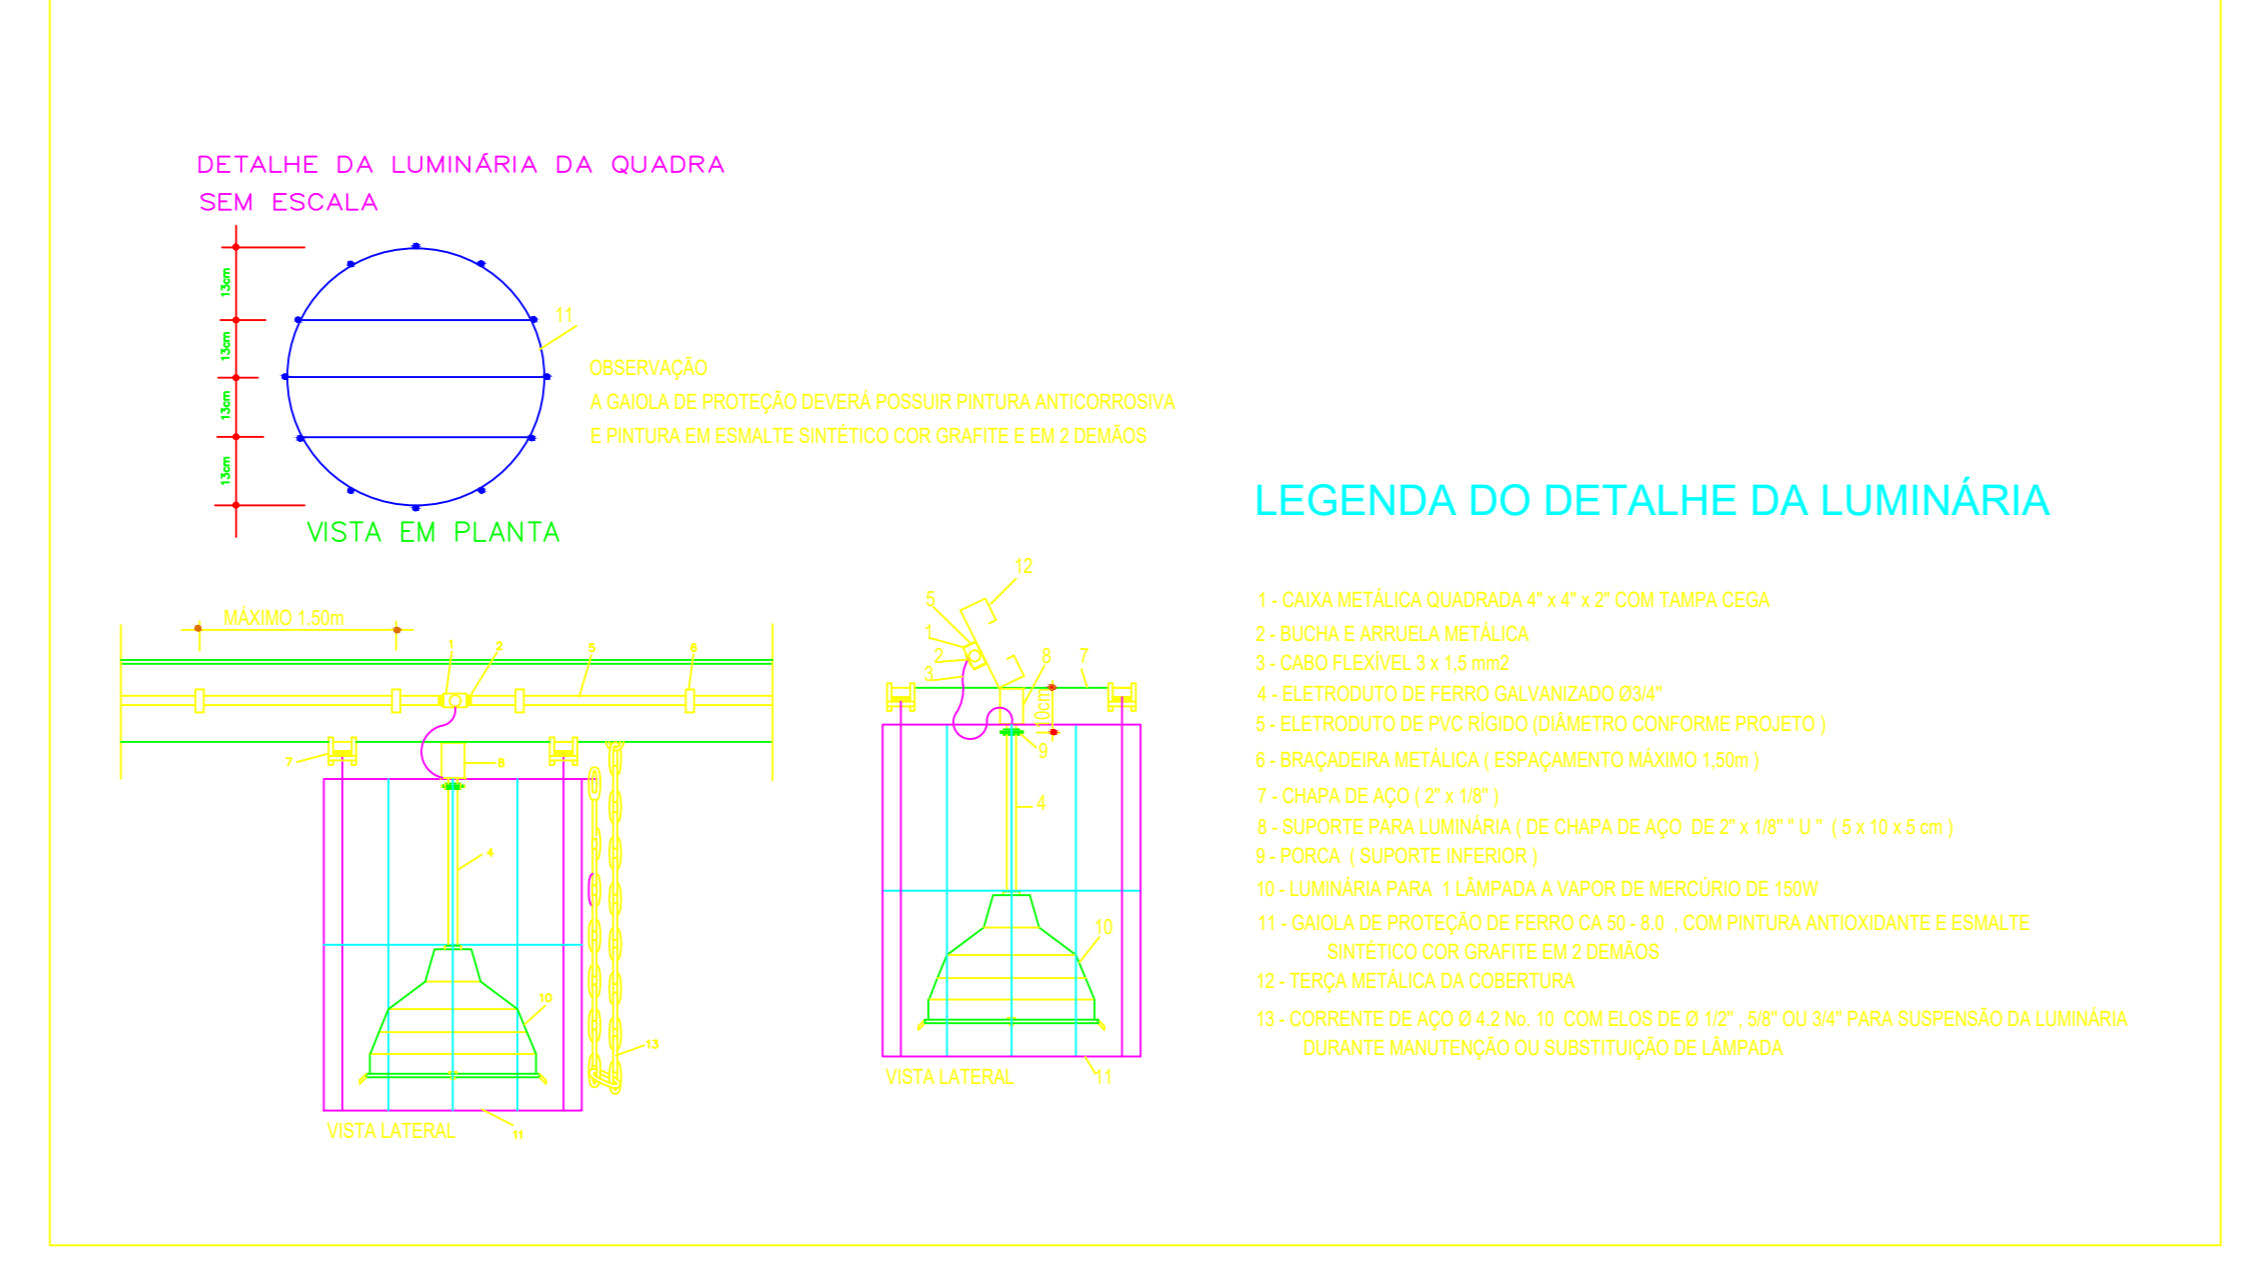 DETALHE DA LUMINÁRIA DA QUADRA
SEM ESCALA
13cm
13cm
13cm
13cm
11
OBSERVAÇÃO
A GAIOLA DE PROTEÇÃO DEVERÁ POSSUIR PINTURA ANTICORROSIVA
E PINTURA EM ESMALTE SINTÉTICO COR GRAFITE E EM 2 DEMÃOS
VISTA EM PLANTA
MÁXIMO 1.50m
1
2
5
6
7
8
4
10
13
11
VISTA LATERAL
12
5
1
2
3
8
7
10cm
9
4
10
11
VISTA LATERAL
LEGENDA DO DETALHE DA LUMINÁRIA
1 - CAIXA METÁLICA QUADRADA 4" x 4" x 2" COM TAMPA CEGA
2 - BUCHA E ARRUELA METÁLICA
3 - CABO FLEXÍVEL 3 x 1,5 mm2
4 - ELETRODUTO DE FERRO GALVANIZADO Ø3/4"
5 - ELETRODUTO DE PVC RÍGIDO (DIÂMETRO CONFORME PROJETO )
6 - BRAÇADEIRA METÁLICA ( ESPAÇAMENTO MÁXIMO 1,50m )
7 - CHAPA DE AÇO ( 2" x 1/8" )
8 - SUPORTE PARA LUMINÁRIA ( DE CHAPA DE AÇO DE 2" x 1/8" " U " ( 5 x 10 x 5 cm )
9 - PORCA ( SUPORTE INFERIOR )
10 - LUMINÁRIA PARA 1 LÂMPADA A VAPOR DE MERCÚRIO DE 150W
11 - GAIOLA DE PROTEÇÃO DE FERRO CA 50 - 8.0 , COM PINTURA ANTIOXIDANTE E ESMALTE
SINTÉTICO COR GRAFITE EM 2 DEMÃOS
12 - TERÇA METÁLICA DA COBERTURA
13 - CORRENTE DE AÇO Ø 4.2 No. 10 COM ELOS DE Ø 1/2" , 5/8" OU 3/4" PARA SUSPENSÃO DA LUMINÁRIA
DURANTE MANUTENÇÃO OU SUBSTITUIÇÃO DE LÂMPADA